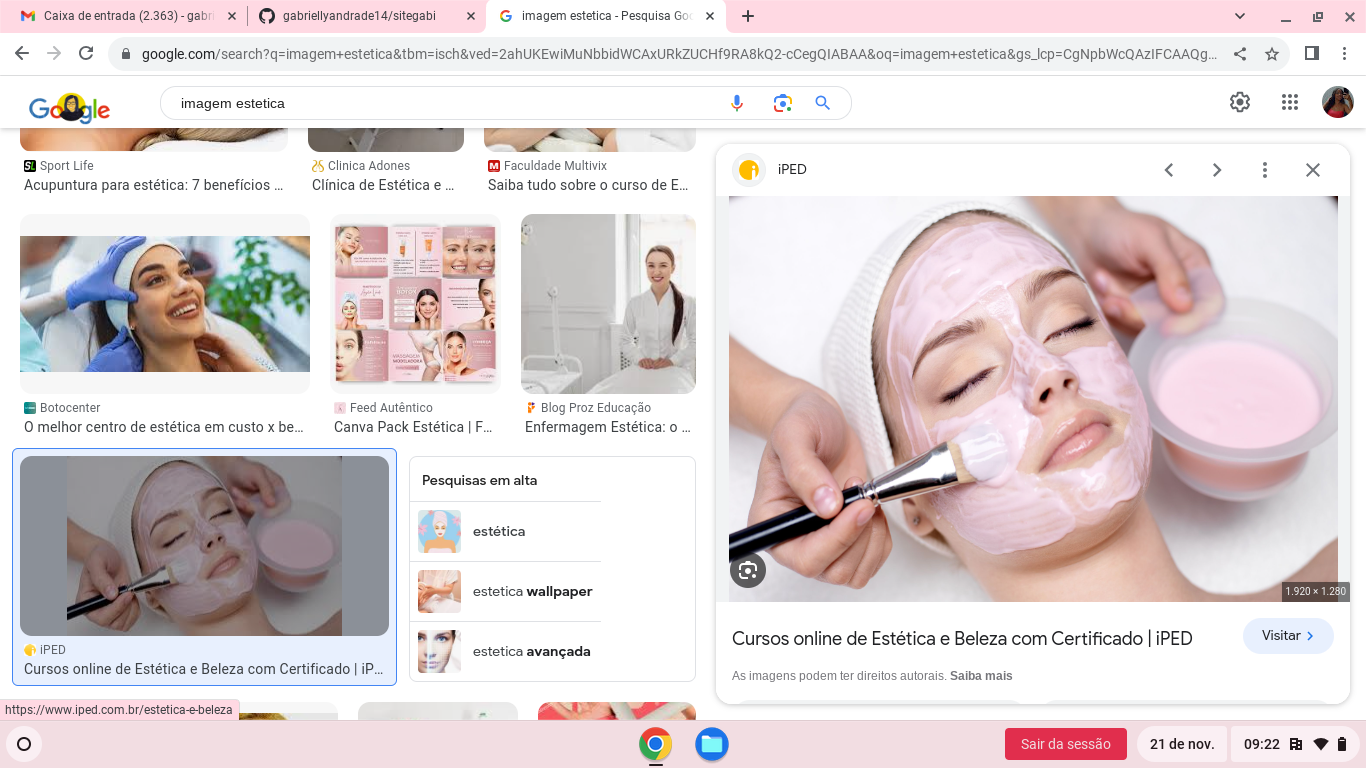 Caixa de entrada (2.363) - gabri
gabriellyandrade14/sitegabi
imagem estetica - Pesquisa Goo
google.com/search?q=imagem+estetica&tbm=isch&ved=2ahUKEwiMuNbbidWCAxURkZUCHf9RA8kQ2-cCegQIABAA&oq=imagem+estetica&gs_lcp=CgNpbWcQAzIFCAAQg...
Google
imagem estetica
Sport Life
Acupuntura para estética: 7 benefícios ...
Clinica Adones
Clínica de Estética e ...
Faculdade Multivix
Saiba tudo sobre o curso de E...
Botocenter
O melhor centro de estética em custo x be...
Feed Autêntico
Canva Pack Estética | F...
Blog Proz Educação
Enfermagem Estética: o ...
iPED
Cursos online de Estética e Beleza com Certificado | iP...
Pesquisas em alta
estética
estetica wallpaper
estetica avançada
iPED
1.920 × 1.280
Cursos online de Estética e Beleza com Certificado | iPED
Visitar
As imagens podem ter direitos autorais. Saiba mais
https://www.iped.com.br/estetica-e-beleza
Sair da sessão
21 de nov.
09:22